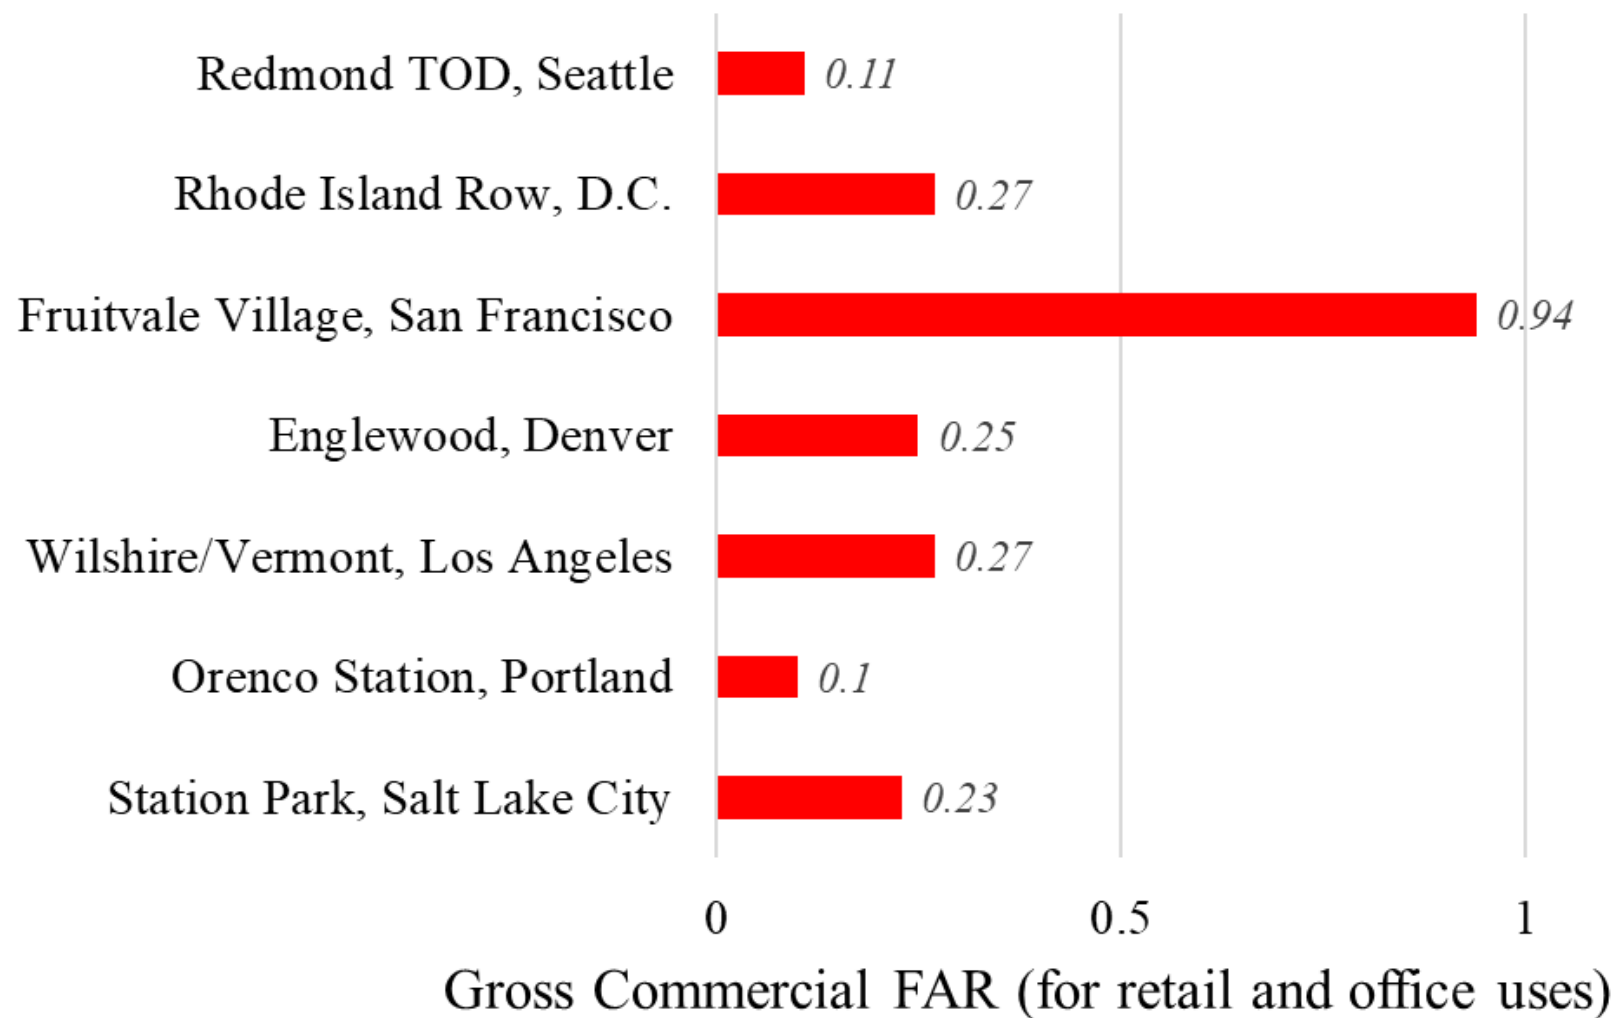 Redmond TOD, Seattle 0.11
Rhode Island Row, D.C. 0.27
Fruitvale Village, San Francisco 0.94
Englewood, Denver 0.25
Wilshire/Vermont, Los Angeles 0.27
Orenco Station, Portland 0.1
Station Park, Salt Lake City 0.23
0 0.5 1
Gross Commercial FAR (for retail and office uses)